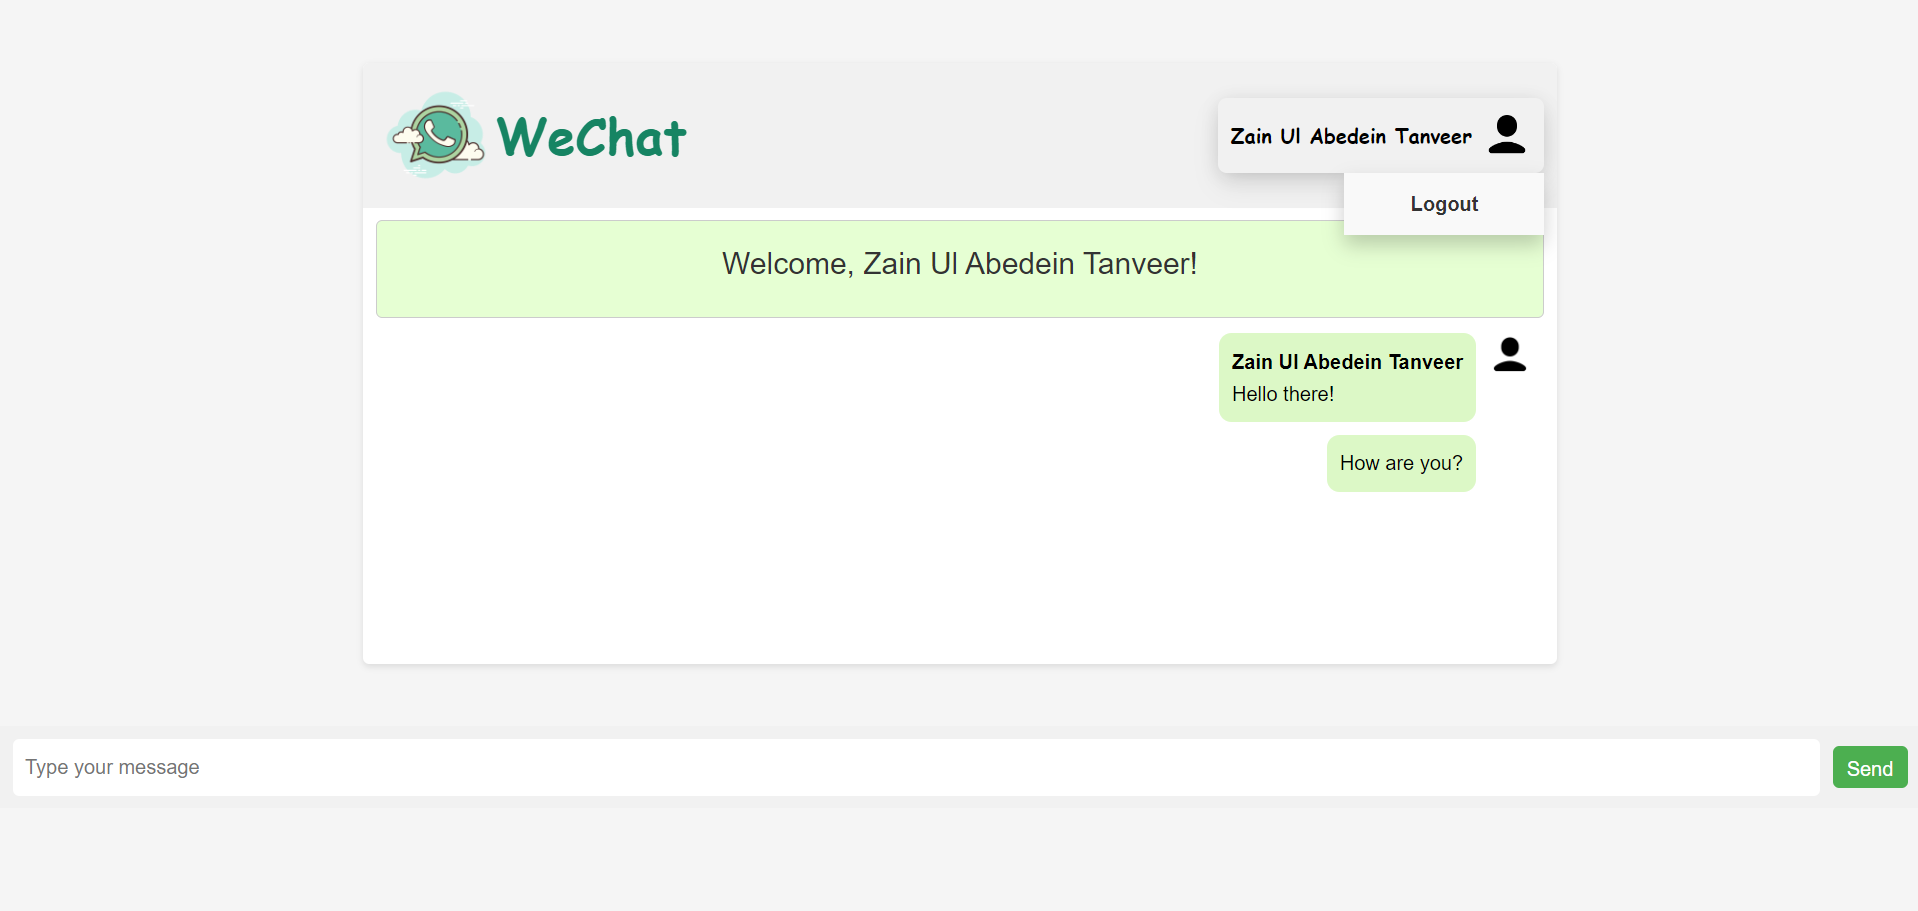 WeChat
Zain Ul Abedein Tanveer
Logout
Welcome, Zain Ul Abedein Tanveer!
Zain Ul Abedein Tanveer
Hello there!
How are you?
Type your message
Send